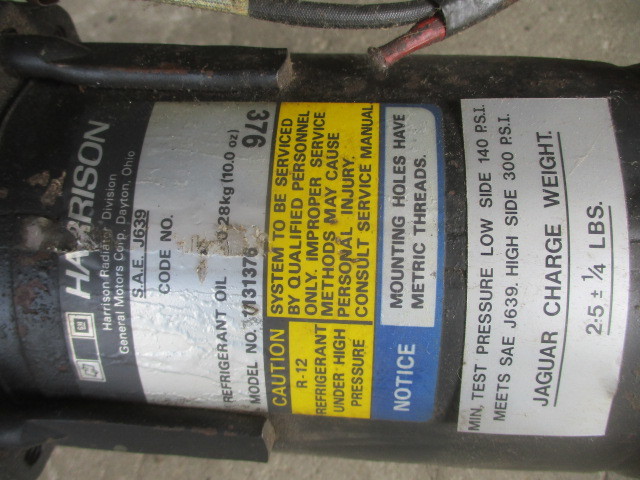 HARRISON
Harrison Radiator Division
General Motors Corp. Dayton, Ohio
S.A.E. J639
CODE NO.
REFRIGERANT OIL 0.28kg (10.0 oz)
MODEL NO. 1131376 376
CAUTION
R-12
REFRIGERANT
UNDER HIGH
PRESSURE
SYSTEM TO BE SERVICED
BY QUALIFIED PERSONNEL
ONLY. IMPROPER SERVICE
METHODS MAY CAUSE
PERSONAL INJURY.
CONSULT SERVICE MANUAL
NOTICE
MOUNTING HOLES HAVE
METRIC THREADS.
MIN, TEST PRESSURE LOW SIDE 140 P.S.I.
MEETS SAE J639. HIGH SIDE 300 P.S.I.
JAGUAR CHARGE WEIGHT.
2·5 ± 1/4 LBS.